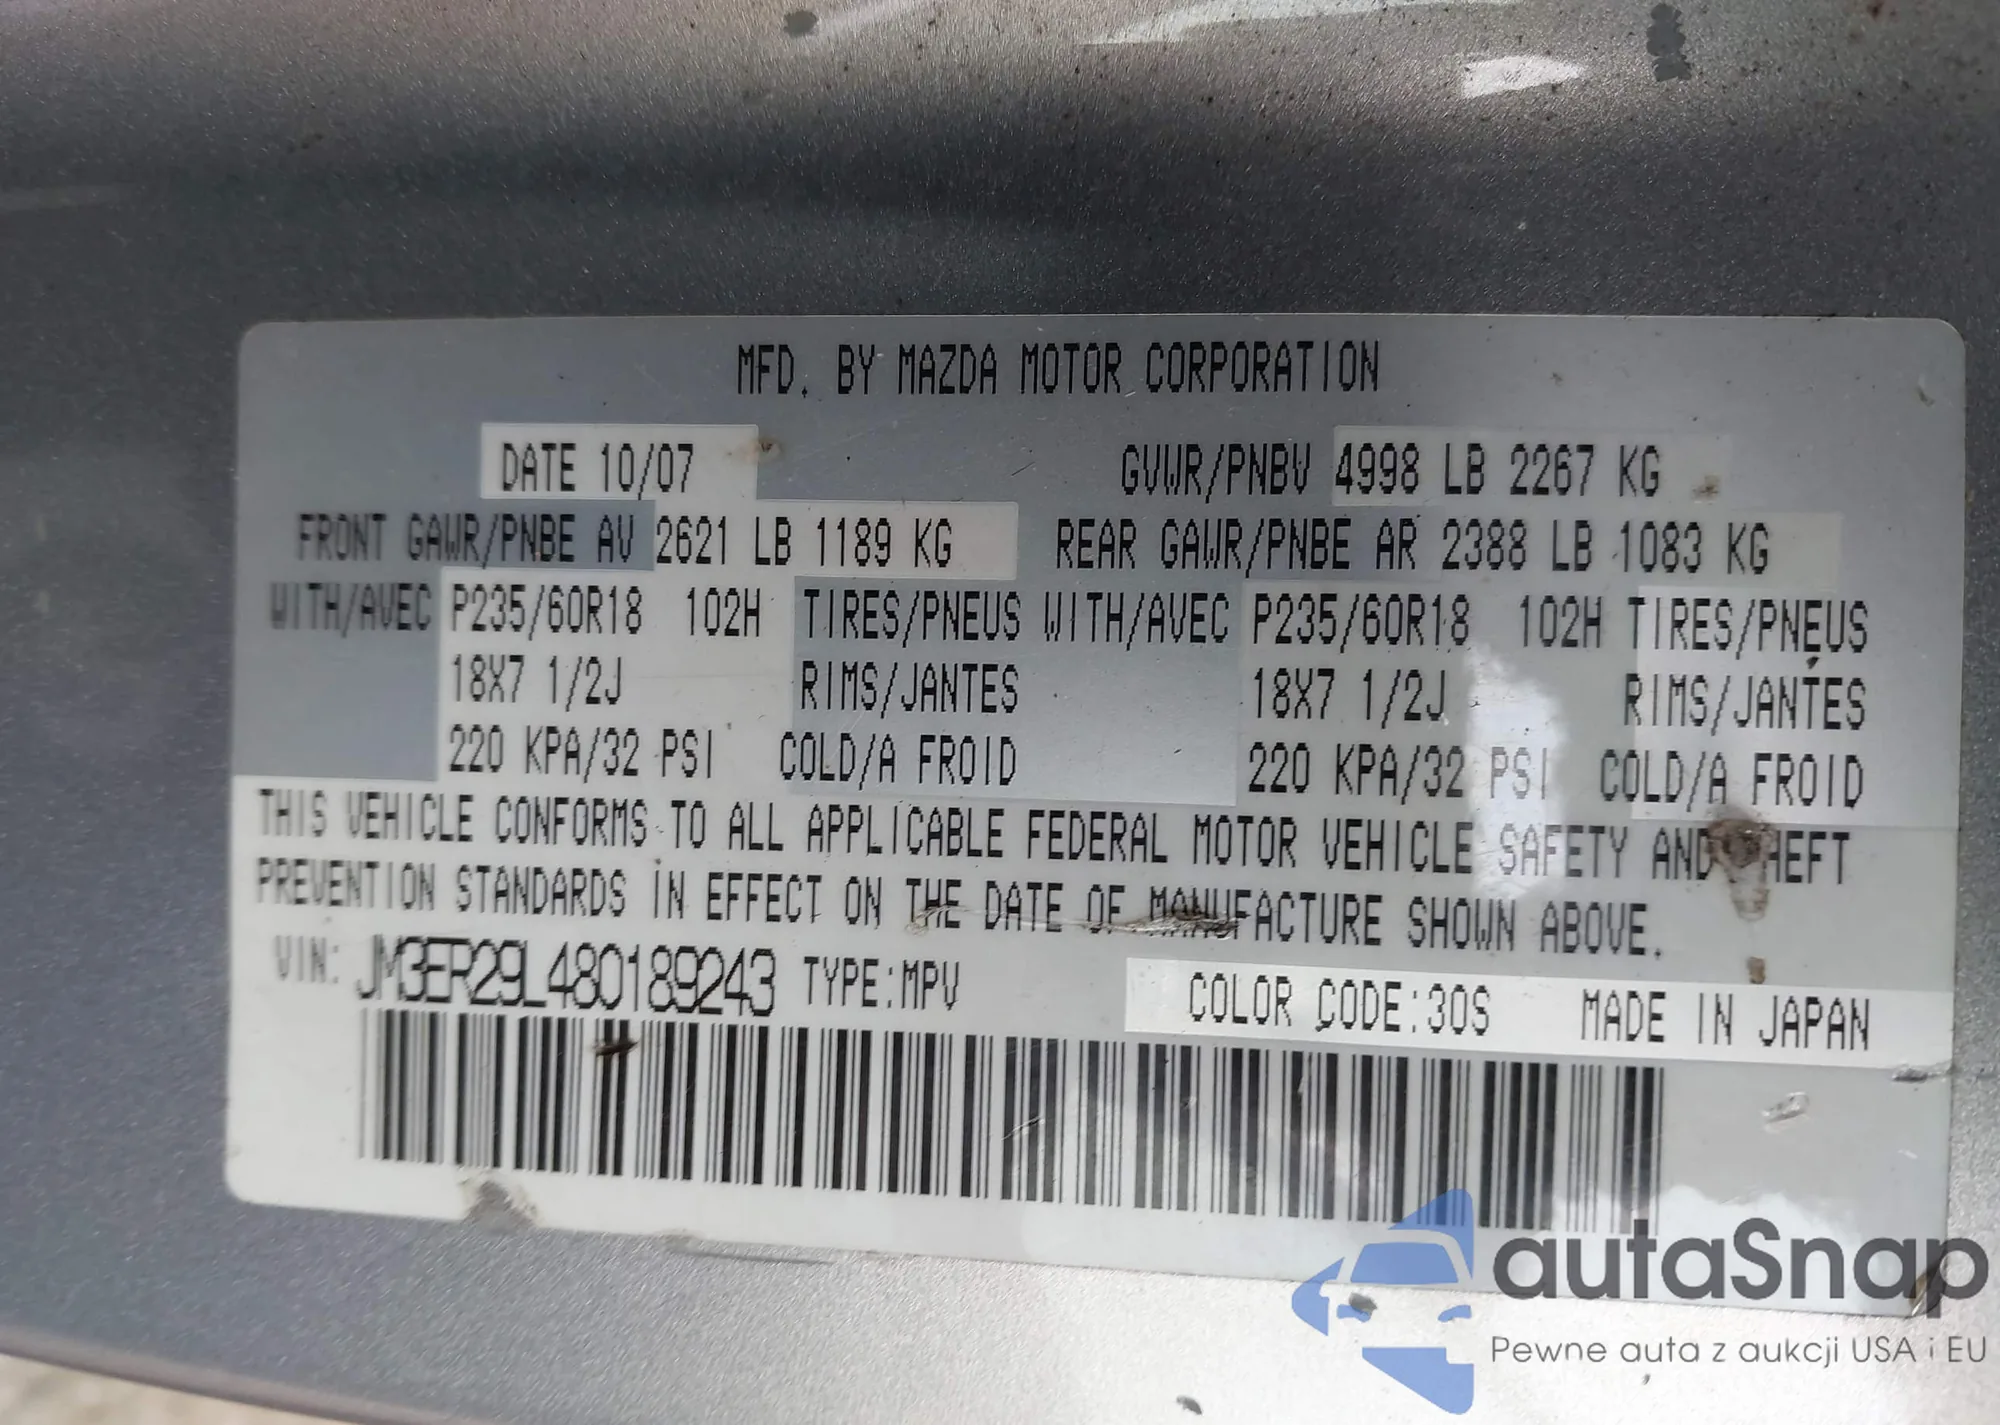 MFD. BY MAZDA MOTOR CORPORATION
DATE 10/07 GVWR/PNBV 4998 LB 2267 KG
FRONT GAWR/PNBE AV 2621 LB 1189 KG REAR GAWR/PNBE AR 2388 LB 1083 KG
WITH/AVEC P235/60R18 102H TIRES/PNEUS WITH/AVEC P235/60R18 102H TIRES/PNEUS
18X7 1/2J RIMS/JANTES 18X7 1/2J RIMS/JANTES
220 KPA/32 PSI COLD/A FROID 220 KPA/32 PSI COLD/A FROID
THIS VEHICLE CONFORMS TO ALL APPLICABLE FEDERAL MOTOR VEHICLE SAFETY AND THEFT
PREVENTION STANDARDS IN EFFECT ON THE DATE OF MANUFACTURE SHOWN ABOVE.
VIN: JM3ER29L480189243 TYPE:MPV COLOR CODE:30S MADE IN JAPAN
autaSnap
Pewne auta z aukcji USA i EU